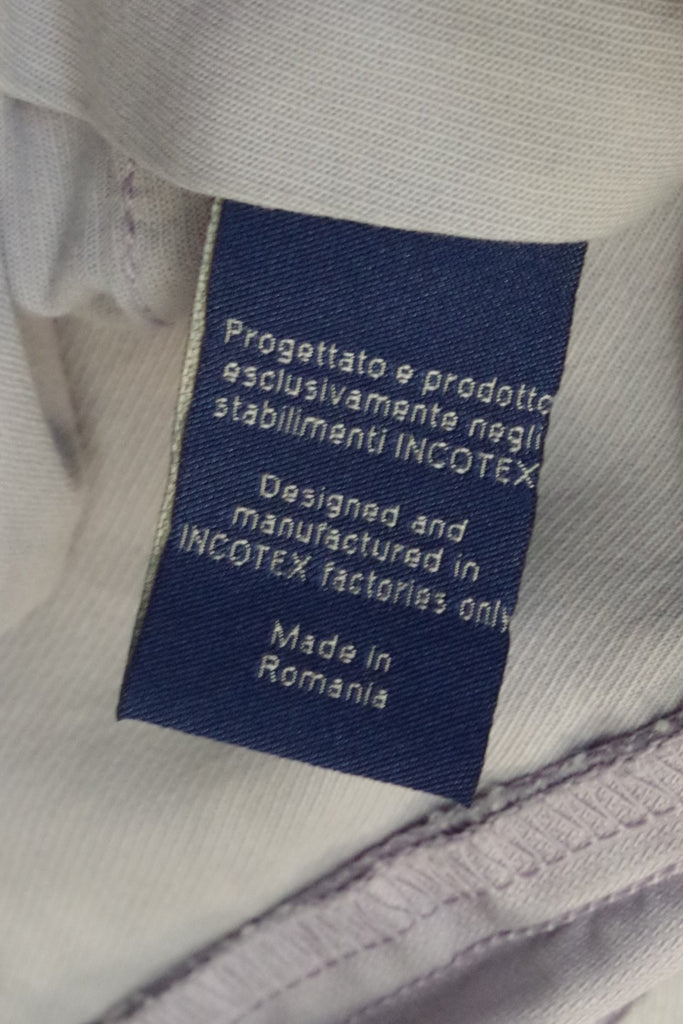 Progettato e prodotto
esclusivamente negli
stabilimenti INCOTEX
Designed and
manufactured in
INCOTEX factories only
Made in
Romania